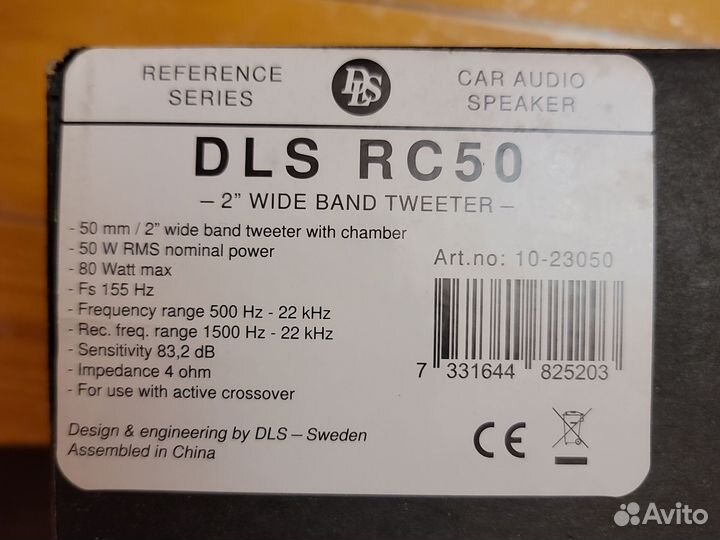 REFERENCE SERIES
DLS
CAR AUDIO SPEAKER
DLS RC50
– 2" WIDE BAND TWEETER –
- 50 mm / 2" wide band tweeter with chamber
- 50 W RMS nominal power
- 80 Watt max
- Fs 155 Hz
- Frequency range 500 Hz - 22 kHz
- Rec. freq. range 1500 Hz - 22 kHz
- Sensitivity 83,2 dB
- Impedance 4 ohm
- For use with active crossover
Art.no: 10-23050
7 331644 825203
Design & engineering by DLS – Sweden
Assembled in China
CE
Avito